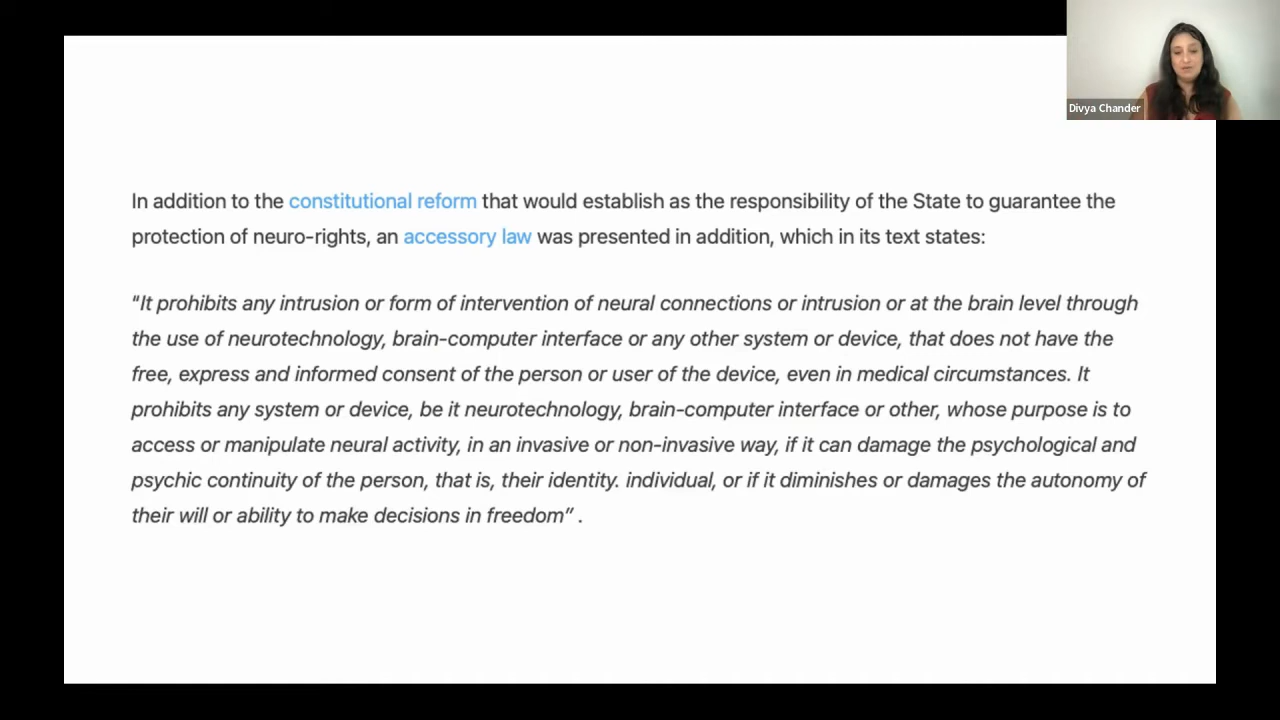 Divya Chander
In addition to the constitutional reform that would establish as the responsibility of the State to guarantee the
protection of neuro-rights, an accessory law was presented in addition, which in its text states:
“It prohibits any intrusion or form of intervention of neural connections or intrusion or at the brain level through
the use of neurotechnology, brain-computer interface or any other system or device, that does not have the
free, express and informed consent of the person or user of the device, even in medical circumstances. It
prohibits any system or device, be it neurotechnology, brain-computer interface or other, whose purpose is to
access or manipulate neural activity, in an invasive or non-invasive way, if it can damage the psychological and
psychic continuity of the person, that is, their identity. individual, or if it diminishes or damages the autonomy of
their will or ability to make decisions in freedom” .